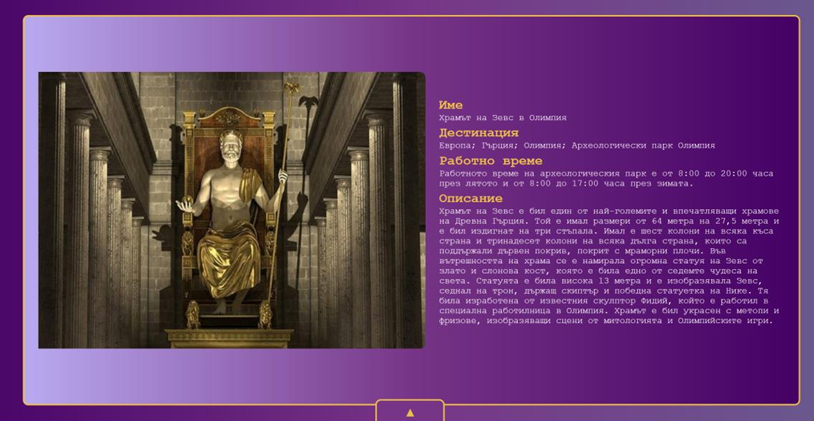 Име
Храмът на Зевс в Олимпия
Дестинация
Европа; Гърция; Олимпия; Археологически парк Олимпия
Работно време
Работното време на археологическия парк е от 8:00 до 20:00 часа
през лятото и от 8:00 до 17:00 часа през зимата.
Описание
Храмът на Зевс е бил един от най-големите и впечатляващи храмове
на Древна Гърция. Той е имал размери от 64 метра на 27,5 метра и
е бил издигнат на три стъпала. Имал е шест колони на всяка къса
страна и тринадесет колони на всяка дълга страна, които са
поддържали дървен покрив, покрит с мраморни плочи. Във
вътрешността на храма се е намирала огромна статуя на Зевс от
злато и слонова кост, която е била едно от седемте чудеса на
света. Статуята е била висока 13 метра и е изобразявала Зевс,
седнал на трон, държащ скиптър и победна статуетка на Нике. Тя
била изработена от известния скулптор Фидий, който е работил в
специална работилница в Олимпия. Храмът е бил украсен с метопи и
фризове, изобразяващи сцени от митологията и Олимпийските игри.